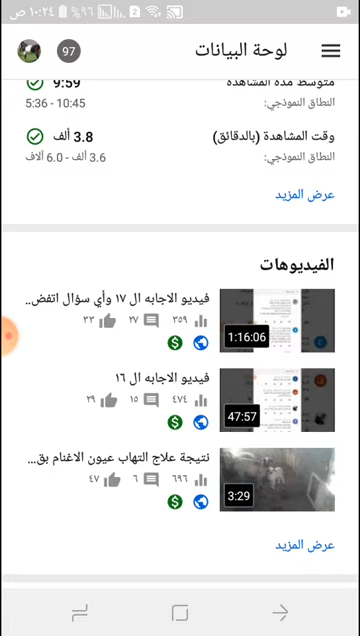 ١٠:٢٤ ص
٩٦%
2
لوحة البيانات
97
متوسط مدة المشاهدة
9:59
النطاق النموذجي:
5:36 - 10:45
وقت المشاهدة (بالدقائق)
3.8 ألف
النطاق النموذجي:
3.6 ألف - 6.0 آلاف
عرض المزيد
الفيديوهات
فيديو الاجابه ال ١٧ وأي سؤال اتفض...
٣٥٩ ٢٧ ٣٣
1:16:06
فيديو الاجابه ال ١٦
٤٧٤ ١٥ ٢٩
47:57
نتيجة علاج التهاب عيون الاغنام بق...
٦٩٦ ٦ ٤٧
3:29
عرض المزيد